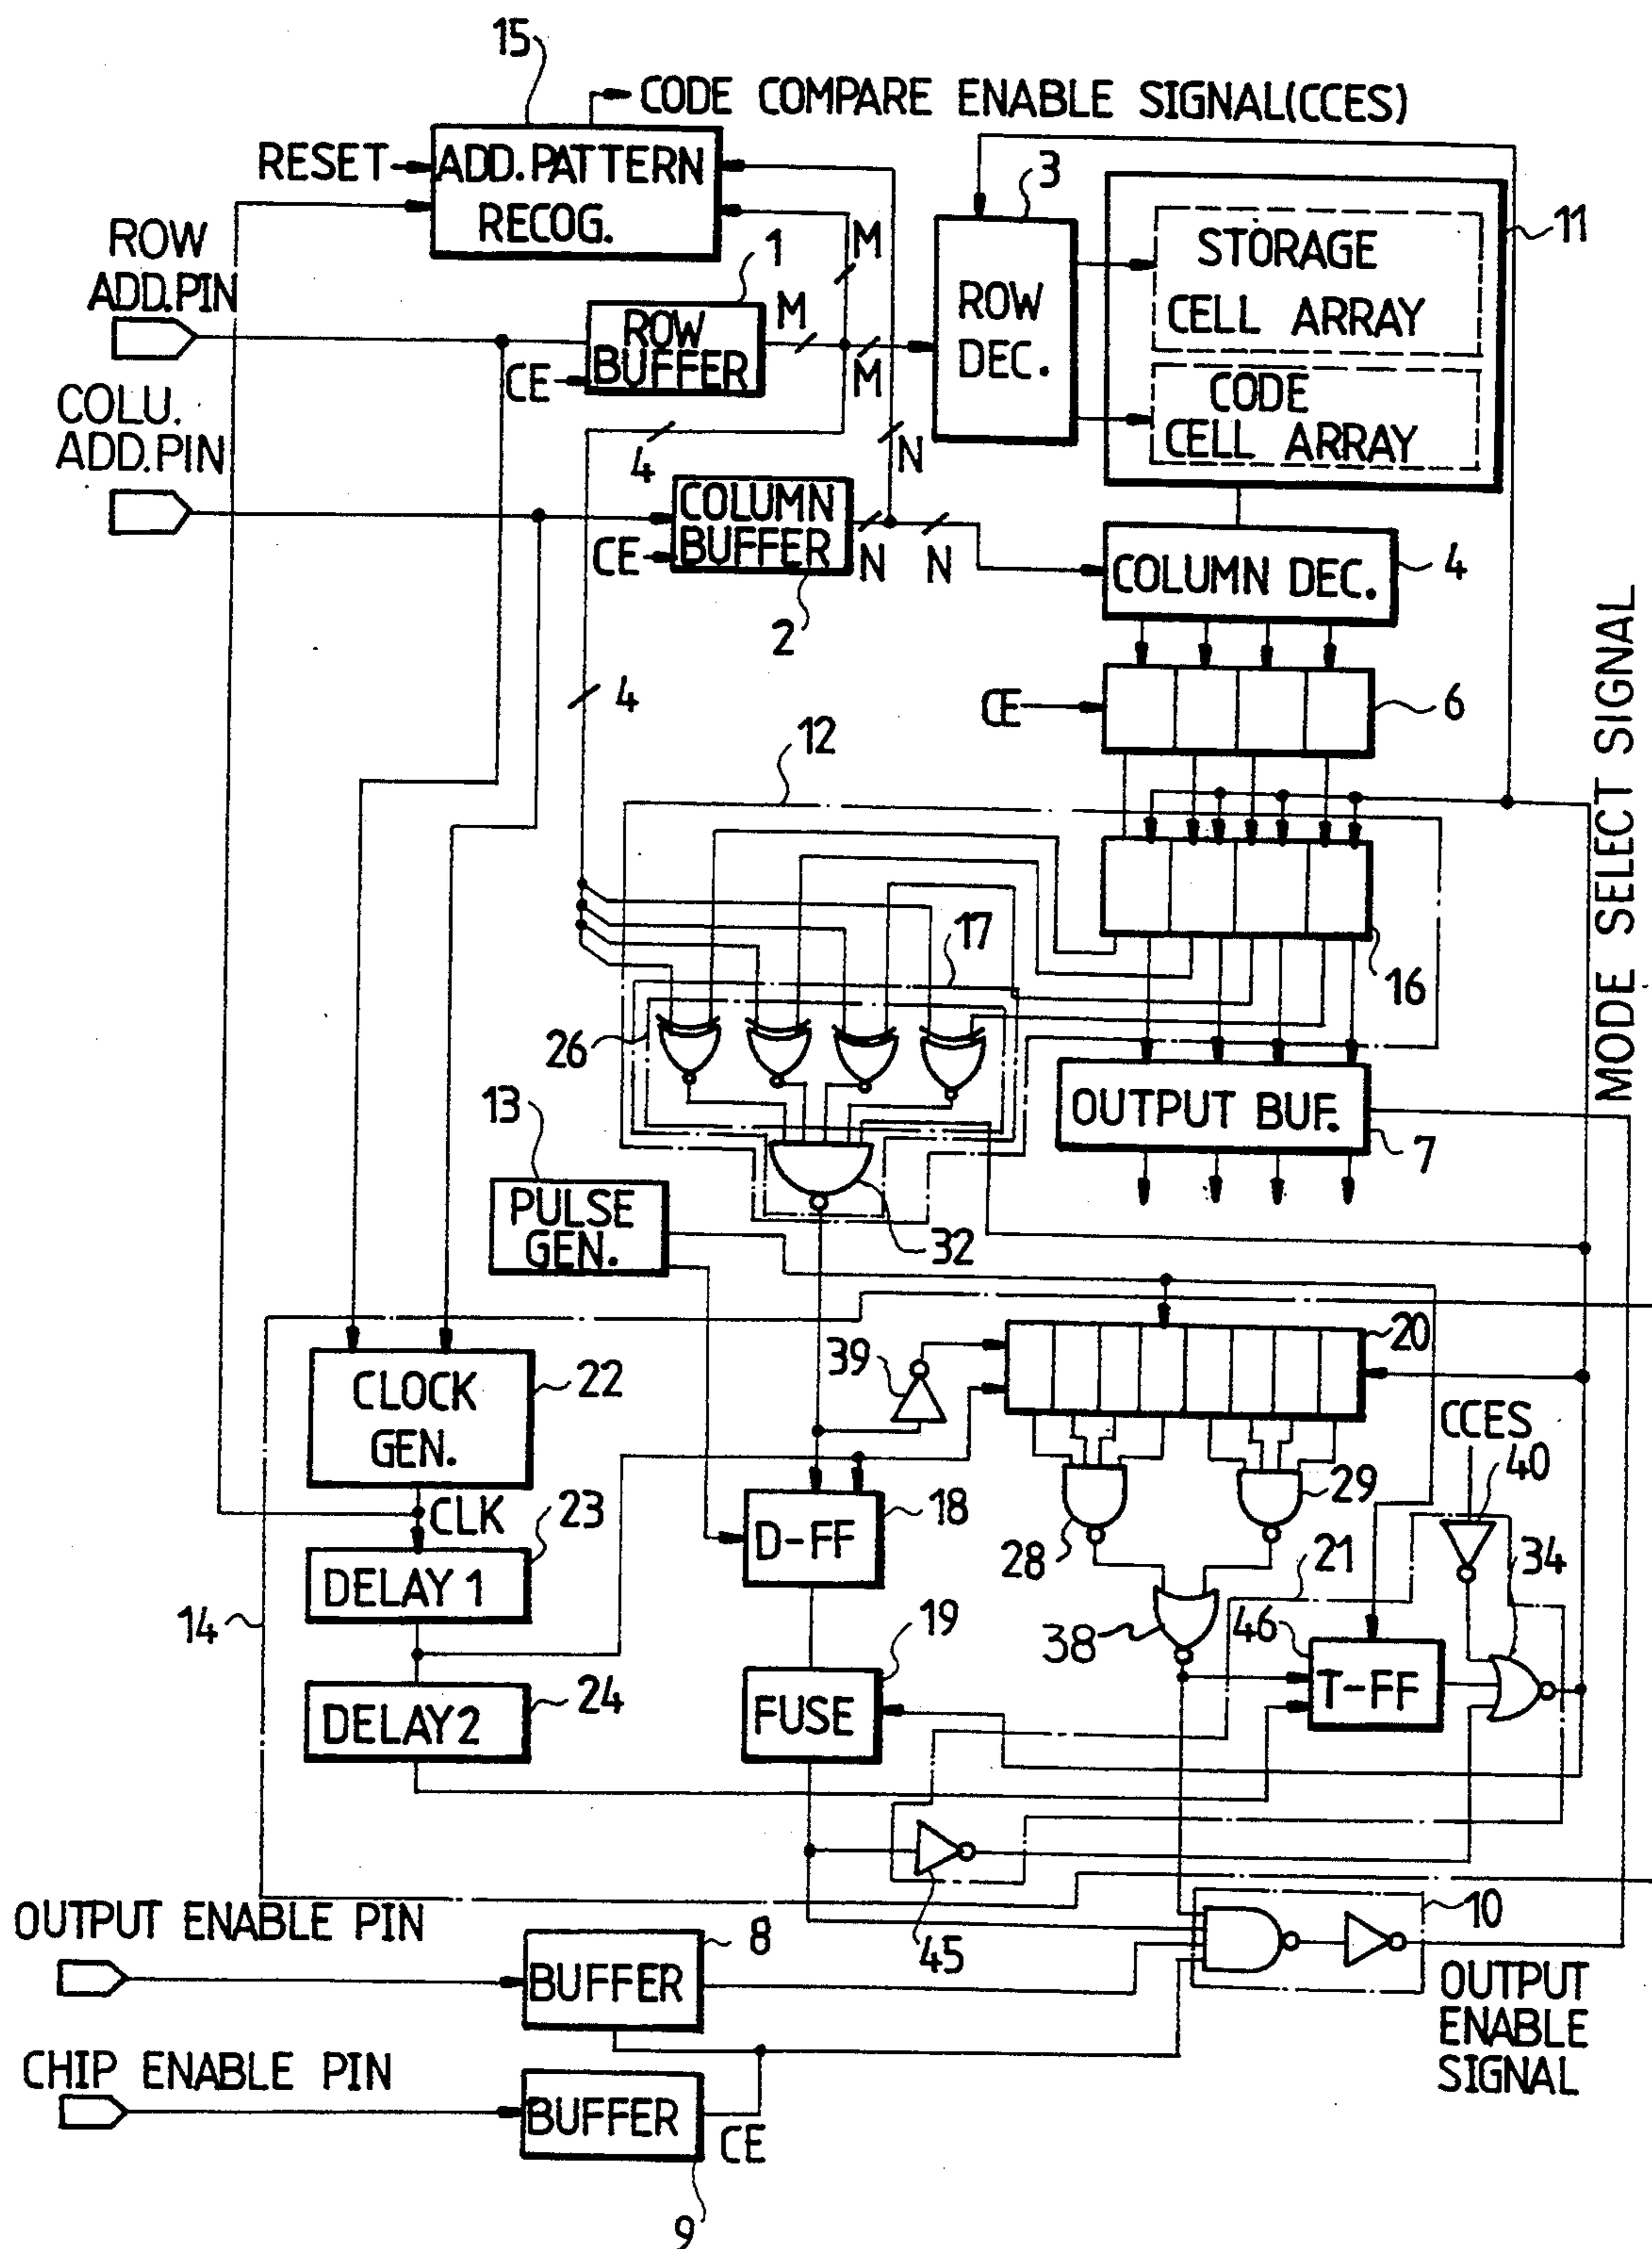 15
CODE COMPARE ENABLE SIGNAL(CCES)
RESET
ADD.PATTERN
RECOG.
3
11
ROW
ADD.PIN
1
M
M
ROW
BUFFER
CE
M
ROW
DEC.
STORAGE
CELL ARRAY
CODE
CELL ARRAY
COLU.
ADD.PIN
4
N
COLUMN
BUFFER
CE
N
N
2
COLUMN DEC.
4
4
CE
6
MODE SELECT SIGNAL
12
17
16
26
13
OUTPUT BUF.
7
PULSE
GEN.
32
20
39
CLOCK
GEN.
22
CCES
40
CLK
23
D-FF
18
28
29
21
34
DELAY 1
14
38
46
T-FF
19
24
DELAY2
FUSE
45
10
OUTPUT ENABLE PIN
8
BUFFER
OUTPUT
ENABLE
SIGNAL
CHIP ENABLE PIN
BUFFER
CE
9